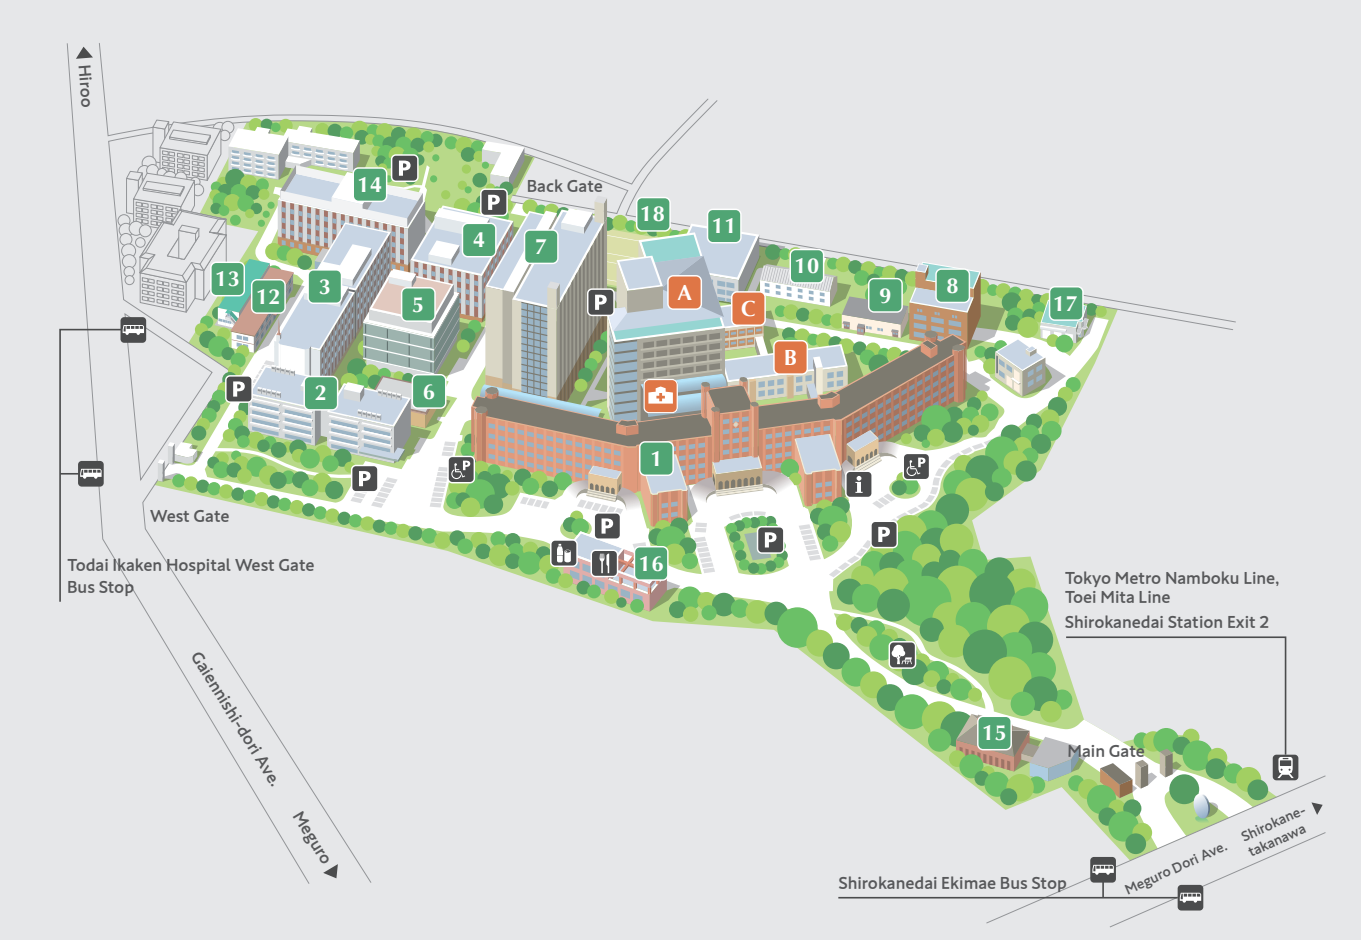 Hiroo
P
14
P
Back Gate
18
11
4
7
10
13
12
3
5
P
A
C
9
8
17
B
P
2
6
1
P
P
P
i
West Gate
P
P
P
16
Todai Ikaken Hospital West Gate
Bus Stop
Tokyo Metro Namboku Line,
Toei Mita Line
Shirokanedai Station Exit 2
Gaiennishi-dori Ave.
15
Main Gate
Meguro
Shirokane-
takanawa
Meguro Dori Ave.
Shirokanedai Ekimae Bus Stop